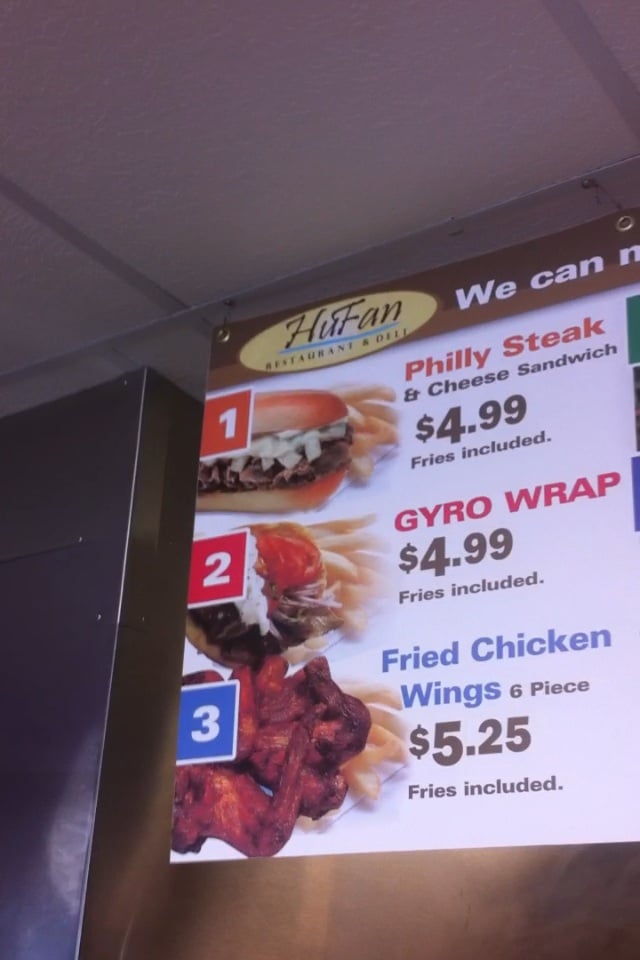 HuFan
RESTAURANT & DELI
We can
1
Philly Steak
& Cheese Sandwich
$4.99
Fries included.
2
GYRO WRAP
$4.99
Fries included.
3
Fried Chicken
Wings 6 Piece
$5.25
Fries included.